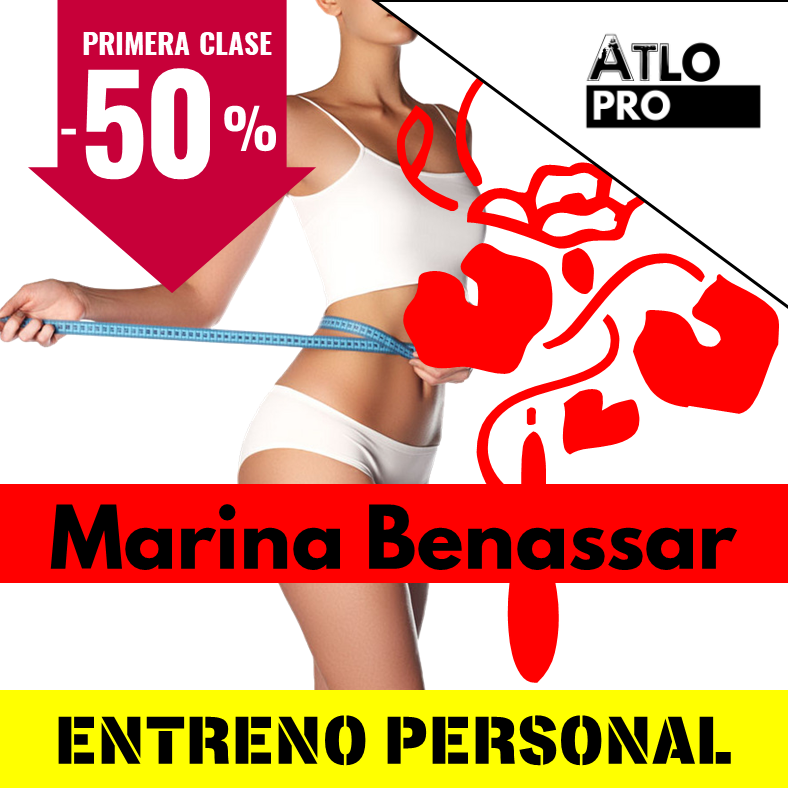 PRIMERA CLASE
-50%
ATLO
PRO
Marina Benassar
ENTRENO PERSONAL